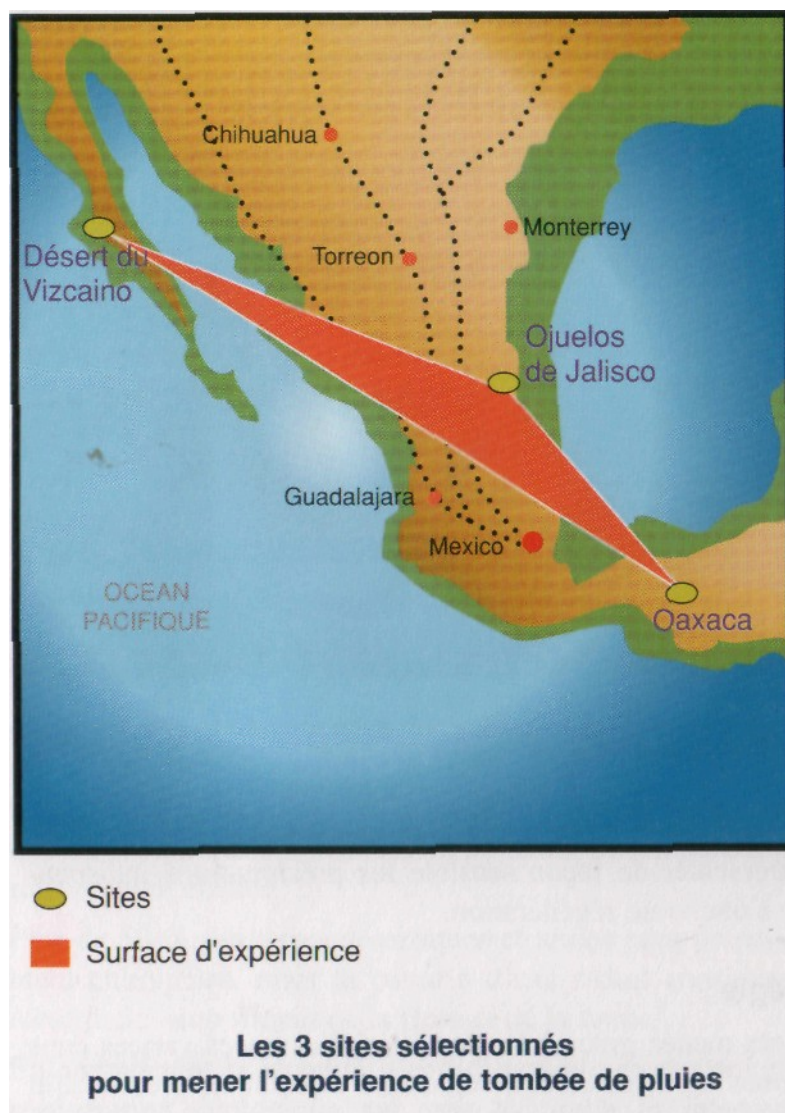 Chihuahua
Monterrey
Torreon
Désert du
Vizcaino
Ojuelos
de Jalisco
Guadalajara
Mexico
OCEAN
PACIFIQUE
Oaxaca
Sites
Surface d'expérience
Les 3 sites sélectionnés
pour mener l'expérience de tombée de pluies